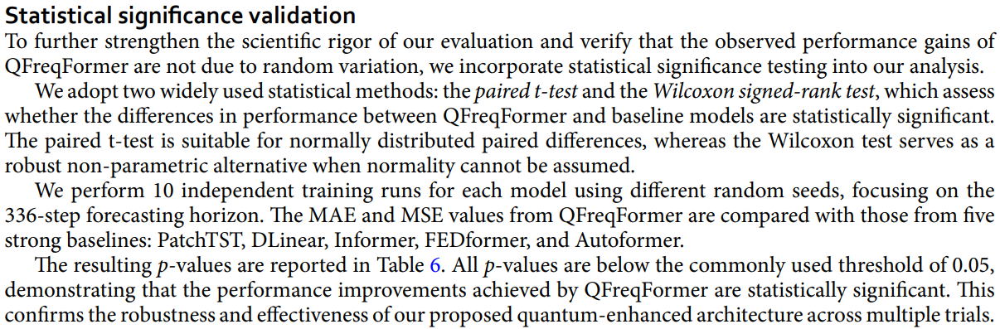 Statistical significance validation
To further strengthen the scientific rigor of our evaluation and verify that the observed performance gains of
QFreqFormer are not due to random variation, we incorporate statistical significance testing into our analysis.
We adopt two widely used statistical methods: the paired t-test and the Wilcoxon signed-rank test, which assess
whether the differences in performance between QFreqFormer and baseline models are statistically significant.
The paired t-test is suitable for normally distributed paired differences, whereas the Wilcoxon test serves as a
robust non-parametric alternative when normality cannot be assumed.
We perform 10 independent training runs for each model using different random seeds, focusing on the
336-step forecasting horizon. The MAE and MSE values from QFreqFormer are compared with those from five
strong baselines: PatchTST, DLinear, Informer, FEDformer, and Autoformer.
The resulting p-values are reported in Table 6. All p-values are below the commonly used threshold of 0.05,
demonstrating that the performance improvements achieved by QFreqFormer are statistically significant. This
confirms the robustness and effectiveness of our proposed quantum-enhanced architecture across multiple trials.